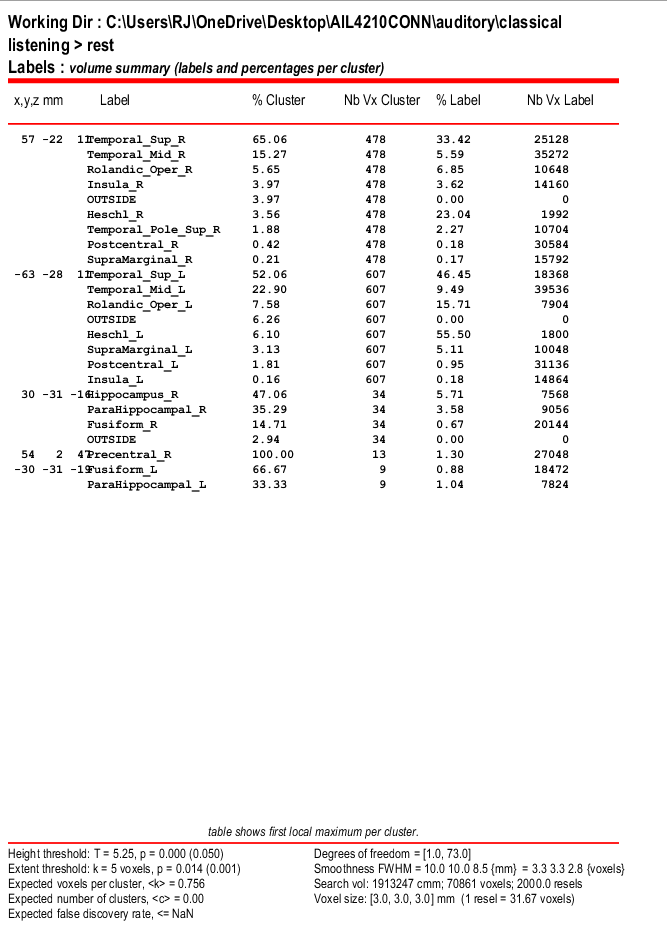 Working Dir : C:\Users\RJ\OneDrive\Desktop\AIL4210CONN\auditory\classical
listening > rest
Labels : volume summary (labels and percentages per cluster)
x,y,z mm Label % Cluster Nb Vx Cluster % Label Nb Vx Label
57 -22 11 Temporal_Sup_R 65.06 478 33.42 25128
Temporal_Mid_R 15.27 478 5.59 35272
Rolandic_Oper_R 5.65 478 6.85 10648
Insula_R 3.97 478 3.62 14160
OUTSIDE 3.97 478 0.00 0
Heschl_R 3.56 478 23.04 1992
Temporal_Pole_Sup_R 1.88 478 2.27 10704
Postcentral_R 0.42 478 0.18 30584
SupraMarginal_R 0.21 478 0.17 15792
-63 -28 11 Temporal_Sup_L 52.06 607 46.45 18368
Temporal_Mid_L 22.90 607 9.49 39536
Rolandic_Oper_L 7.58 607 15.71 7904
OUTSIDE 6.26 607 0.00 0
Heschl_L 6.10 607 55.50 1800
SupraMarginal_L 3.13 607 5.11 10048
Postcentral_L 1.81 607 0.95 31136
Insula_L 0.16 607 0.18 14864
30 -31 -16 Hippocampus_R 47.06 34 5.71 7568
ParaHippocampal_R 35.29 34 3.58 9056
Fusiform_R 14.71 34 0.67 20144
OUTSIDE 2.94 34 0.00 0
54 2 47 Precentral_R 100.00 13 1.30 27048
-30 -31 -19 Fusiform_L 66.67 9 0.88 18472
ParaHippocampal_L 33.33 9 1.04 7824
table shows first local maximum per cluster.
Height threshold: T = 5.25, p = 0.000 (0.050)
Extent threshold: k = 5 voxels, p = 0.014 (0.001)
Expected voxels per cluster, <k> = 0.756
Expected number of clusters, <c> = 0.00
Expected false discovery rate, <= NaN
Degrees of freedom = [1.0, 73.0]
Smoothness FWHM = 10.0 10.0 8.5 {mm} = 3.3 3.3 2.8 {voxels}
Search vol: 1913247 cmm; 70861 voxels; 2000.0 resels
Voxel size: [3.0, 3.0, 3.0] mm (1 resel = 31.67 voxels)